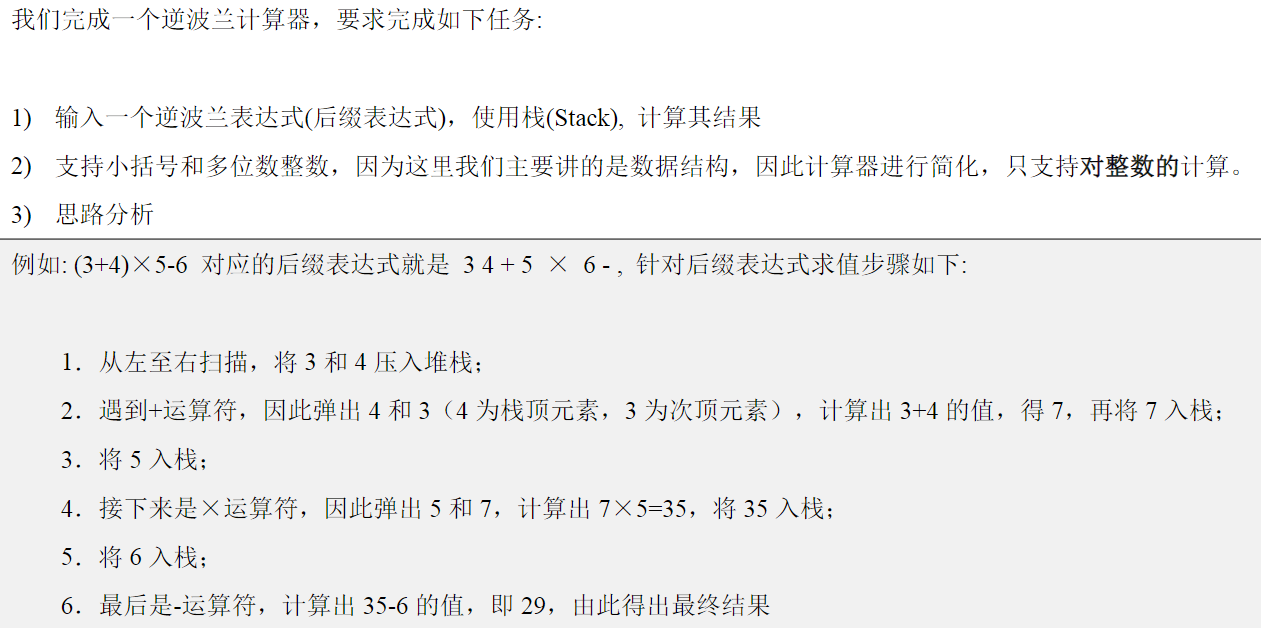 我们完成一个逆波兰计算器，要求完成如下任务:
1) 输入一个逆波兰表达式(后缀表达式)，使用栈(Stack), 计算其结果
2) 支持小括号和多位数整数，因为这里我们主要讲的是数据结构，因此计算器进行简化，只支持对整数的计算。
3) 思路分析
例如: (3+4)×5-6 对应的后缀表达式就是 3 4 + 5 × 6 - , 针对后缀表达式求值步骤如下:
1. 从左至右扫描，将 3 和 4 压入堆栈；
2. 遇到+运算符，因此弹出 4 和 3（4 为栈顶元素，3 为次顶元素），计算出 3+4 的值，得 7，再将 7 入栈；
3. 将 5 入栈；
4. 接下来是×运算符，因此弹出 5 和 7，计算出 7×5=35，将 35 入栈；
5. 将 6 入栈；
6. 最后是-运算符，计算出 35-6 的值，即 29，由此得出最终结果